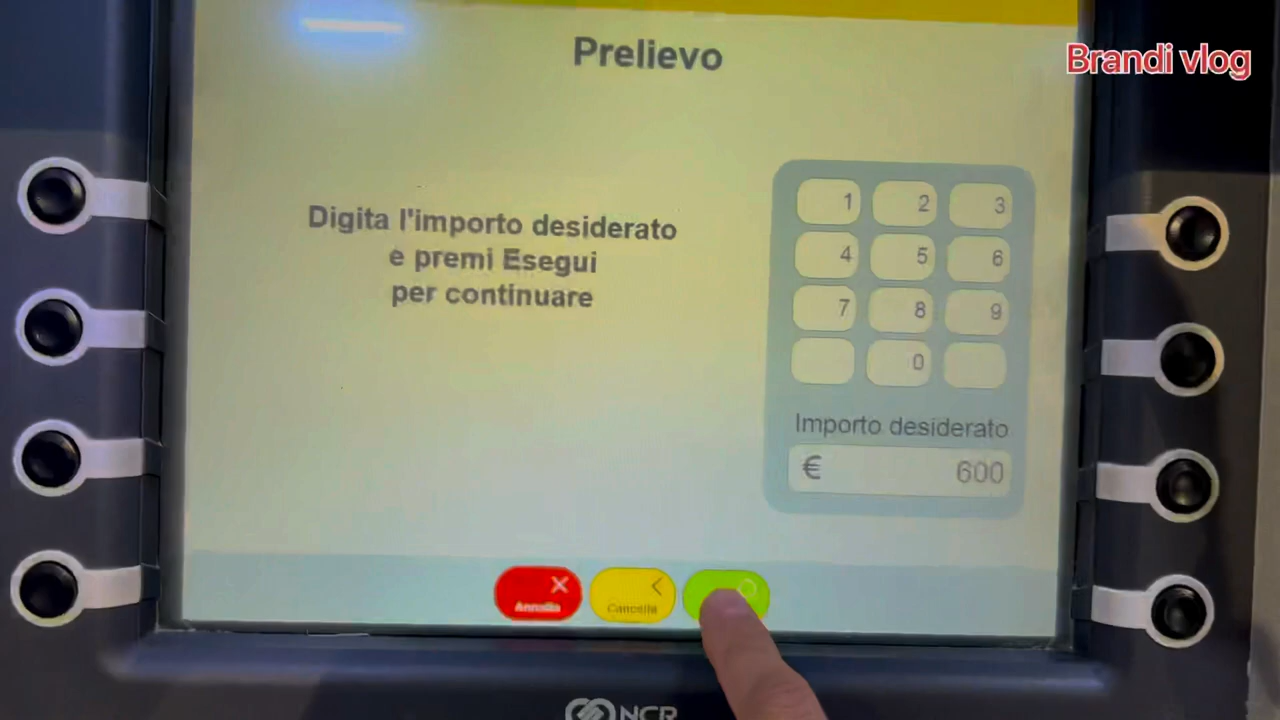 Prelievo
Brandi vlog
Digita l'importo desiderato
e premi Esegui
per continuare
1 2 3
4 5 6
7 8 9
0
Importo desiderato
€ 600
Annulla
Cancella
NCR